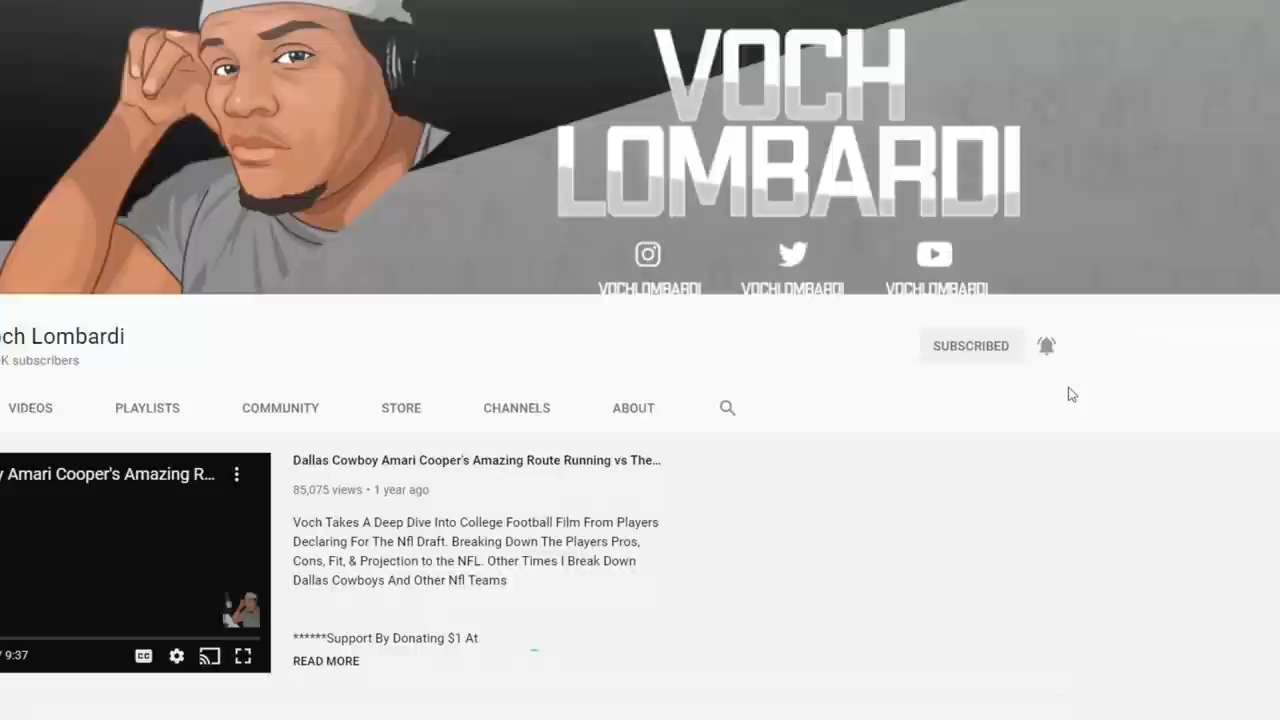 VOCH
LOMBARDI
VOCHLOMBARDI VOCHLOMBARDI VOCHLOMBARDI
och Lombardi
K subscribers
SUBSCRIBED
VIDEOS PLAYLISTS COMMUNITY STORE CHANNELS ABOUT
y Amari Cooper's Amazing R...
Dallas Cowboy Amari Cooper's Amazing Route Running vs The...
85,075 views • 1 year ago
Voch Takes A Deep Dive Into College Football Film From Players
Declaring For The Nfl Draft. Breaking Down The Players Pros,
Cons, Fit, & Projection to the NFL. Other Times I Break Down
Dallas Cowboys And Other Nfl Teams
******Support By Donating $1 At
/ 9:37
CC
READ MORE